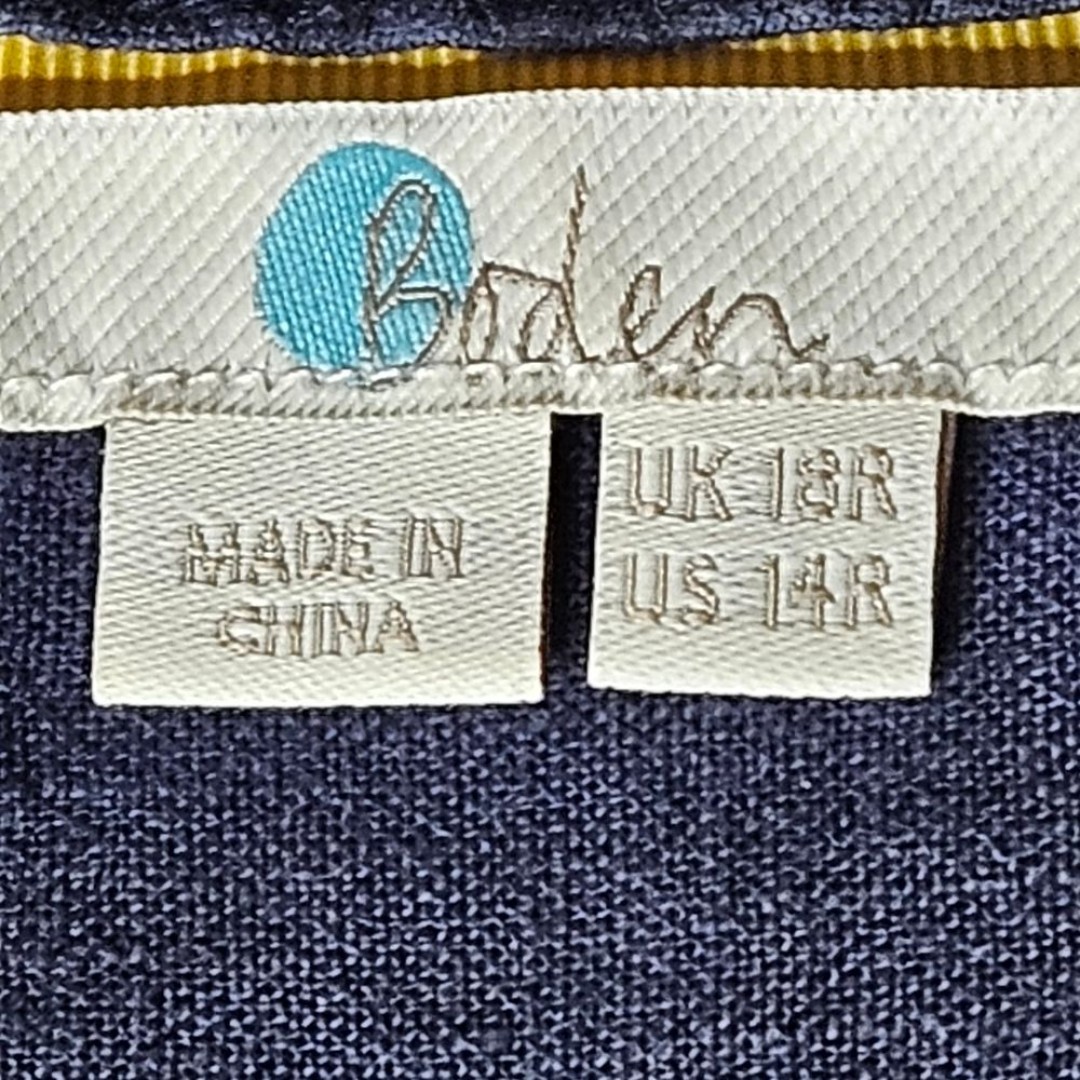 Boden
MADE IN
CHINA
UK 18R
US 14R